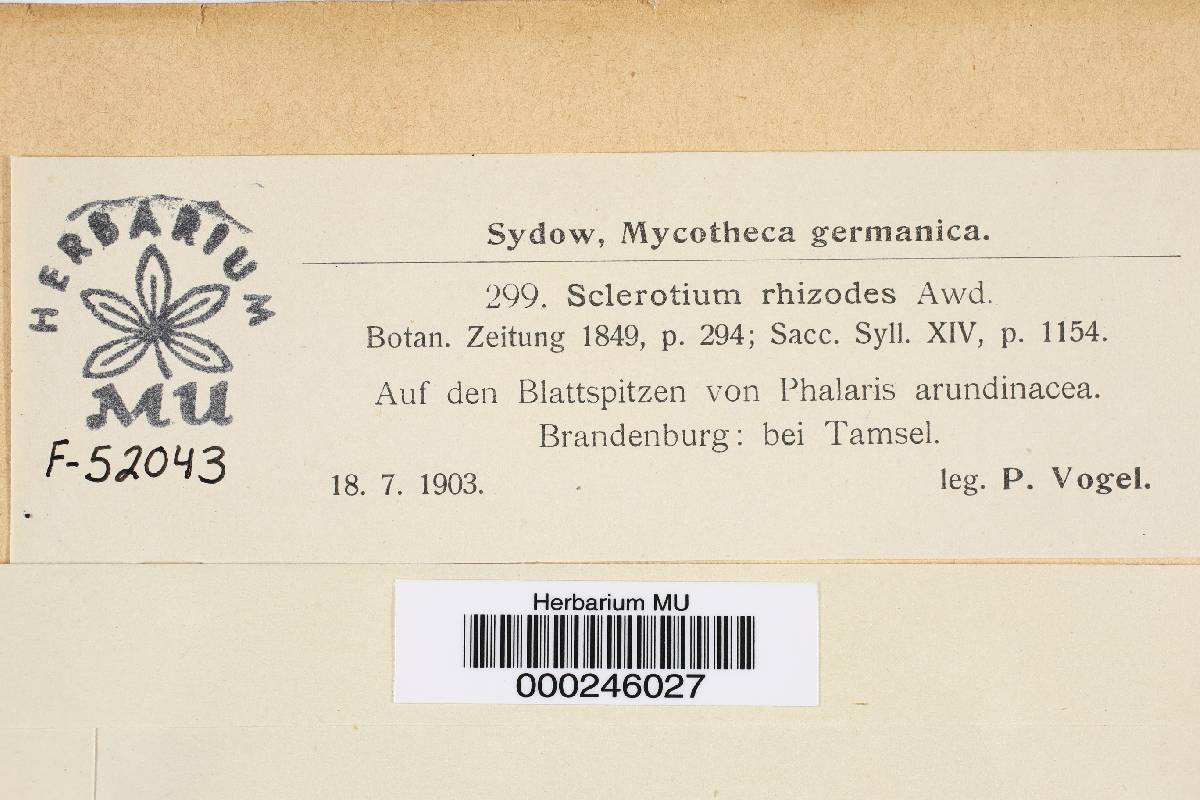 HERBARIUM
MU
F-52043
Sydow, Mycotheca germanica.
299. Sclerotium rhizodes Awd.
Botan. Zeitung 1849, p. 294; Sacc. Syll. XIV, p. 1154.
Auf den Blattspitzen von Phalaris arundinacea.
Brandenburg: bei Tamsel.
18. 7. 1903. leg. P. Vogel.
Herbarium MU
000246027